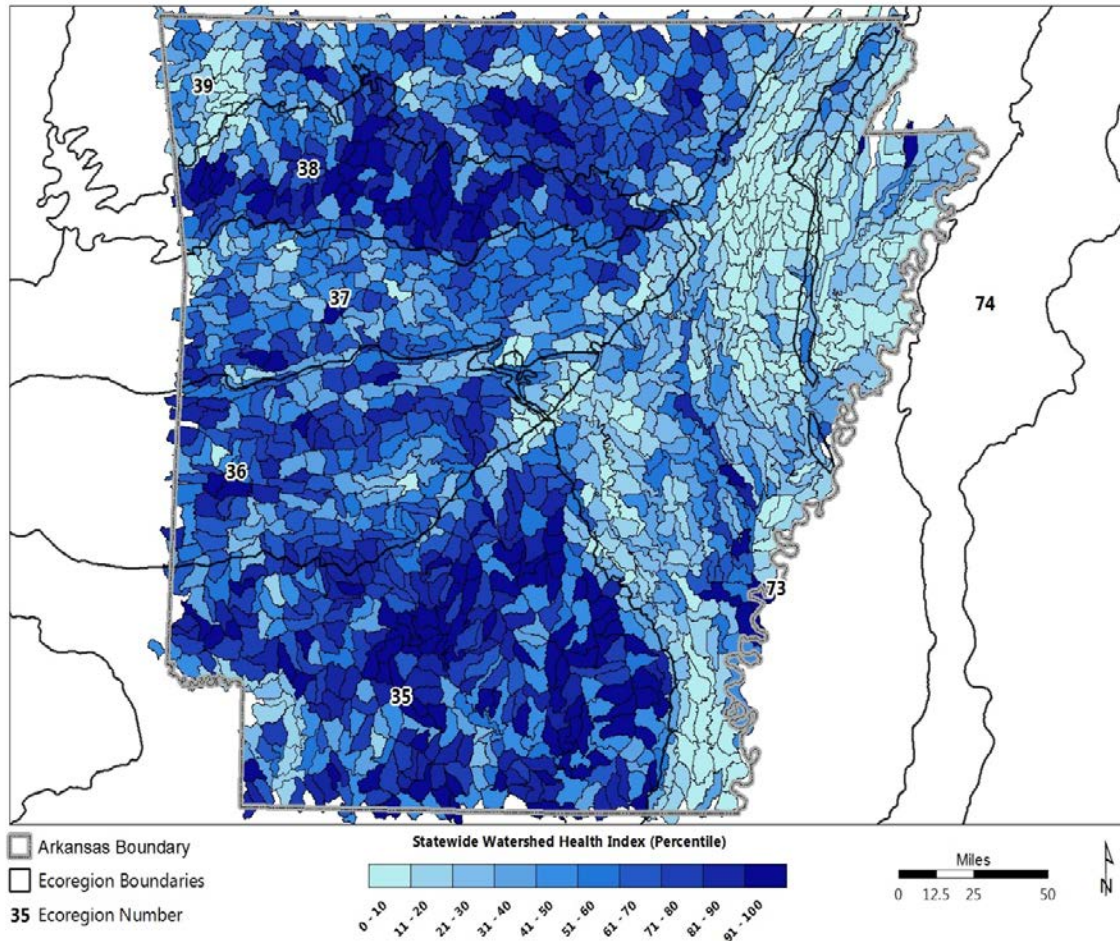 39
38
37
74
36
73
35
Arkansas Boundary
Ecoregion Boundaries
35 Ecoregion Number
Statewide Watershed Health Index (Percentile)
0 - 10
11 - 20
21 - 30
31 - 40
41 - 50
51 - 60
61 - 70
71 - 80
81 - 90
91 - 100
Miles
0 12.5 25 50
N